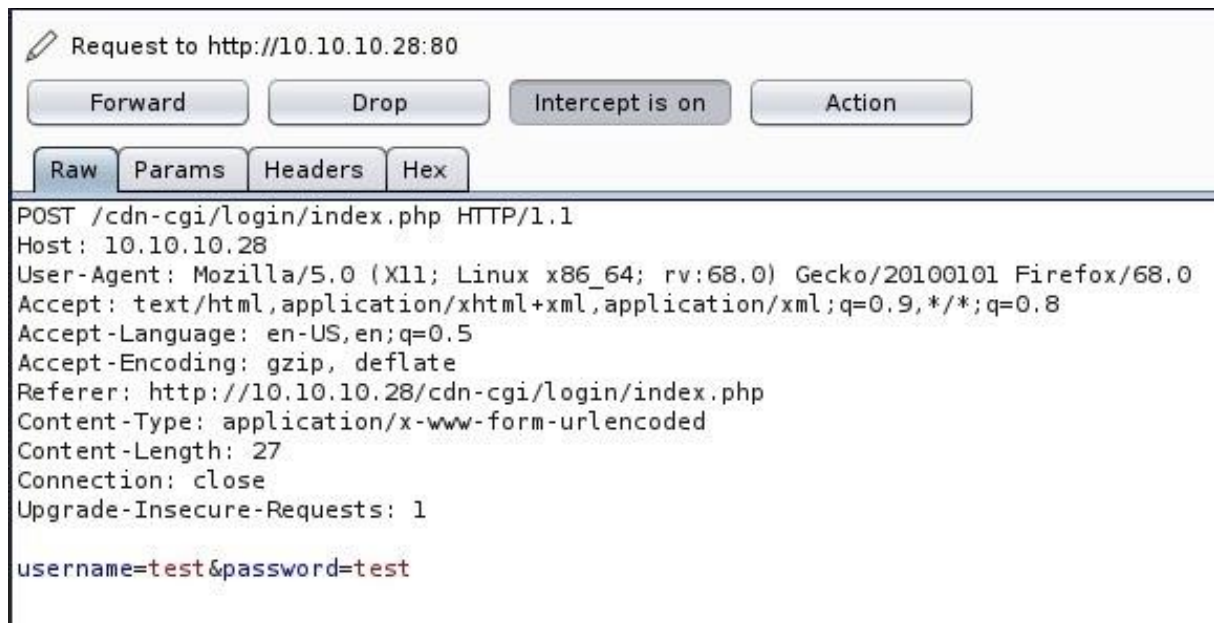 Request to http://10.10.10.28:80
Forward Drop Intercept is on Action
Raw Params Headers Hex
POST /cdn-cgi/login/index.php HTTP/1.1
Host: 10.10.10.28
User-Agent: Mozilla/5.0 (X11; Linux x86_64; rv:68.0) Gecko/20100101 Firefox/68.0
Accept: text/html,application/xhtml+xml,application/xml;q=0.9,*/*;q=0.8
Accept-Language: en-US,en;q=0.5
Accept-Encoding: gzip, deflate
Referer: http://10.10.10.28/cdn-cgi/login/index.php
Content-Type: application/x-www-form-urlencoded
Content-Length: 27
Connection: close
Upgrade-Insecure-Requests: 1
username=test&password=test